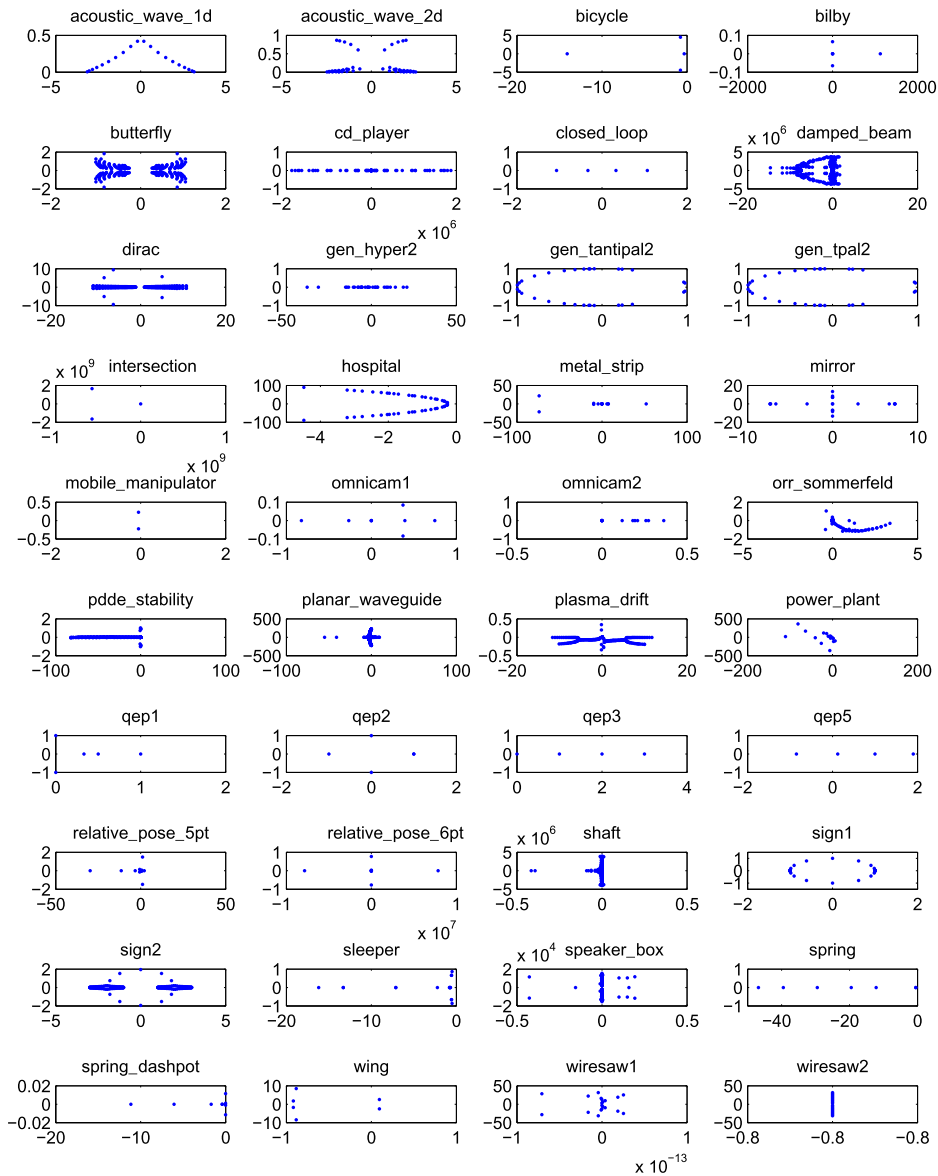 acoustic_wave_1d
0.5
0
−5 0 5
acoustic_wave_2d
1
0.5
0
−5 0 5
bicycle
5
0
−5
−20 −10 0
bilby
0.1
0
−0.1
−2000 0 2000
butterfly
2
0
−2
−2 0 2
cd_player
1
0
−1
−2 0 2
x 10^6
closed_loop
1
0
−1
−2 0 2
x 10^6 damped_beam
5
0
−5
−20 0 20
dirac
10
0
−10
−20 0 20
gen_hyper2
1
0
−1
−50 0 50
gen_tantipal2
1
0
−1
−1 0 1
gen_tpal2
1
0
−1
−1 0 1
x 10^9 intersection
2
0
−2
−1 0 1
x 10^9
hospital
100
0
−100
−4 −2 0
metal_strip
50
0
−50
−100 0 100
mirror
20
0
−20
−10 0 10
mobile_manipulator
0.5
0
−0.5
−2 0 2
omnicam1
0.1
0
−0.1
−1 0 1
omnicam2
1
0
−1
−0.5 0 0.5
orr_sommerfeld
2
0
−2
−5 0 5
pdde_stability
2
0
−2
−100 0 100
planar_waveguide
500
0
−500
−100 0 100
plasma_drift
0.5
0
−0.5
−20 0 20
power_plant
500
0
−500
−200 0 200
qep1
1
0
−1
0 1 2
qep2
1
0
−1
−2 0 2
qep3
1
0
−1
0 2 4
qep5
1
0
−1
−2 0 2
relative_pose_5pt
2
0
−2
−50 0 50
relative_pose_6pt
1
0
−1
−1 0 1
x 10^7
x 10^6 shaft
5
0
−5
−0.5 0 0.5
sign1
1
0
−1
−2 0 2
sign2
2
0
−2
−5 0 5
sleeper
1
0
−1
−20 −10 0
x 10^4 speaker_box
2
0
−2
−0.5 0 0.5
spring
1
0
−1
−40 −20 0
spring_dashpot
0.02
0
−0.02
−20 −10 0
wing
10
0
−10
−1 0 1
wiresaw1
50
0
−50
−1 0 1
x 10^−13
wiresaw2
50
0
−50
−0.8 −0.8 −0.8